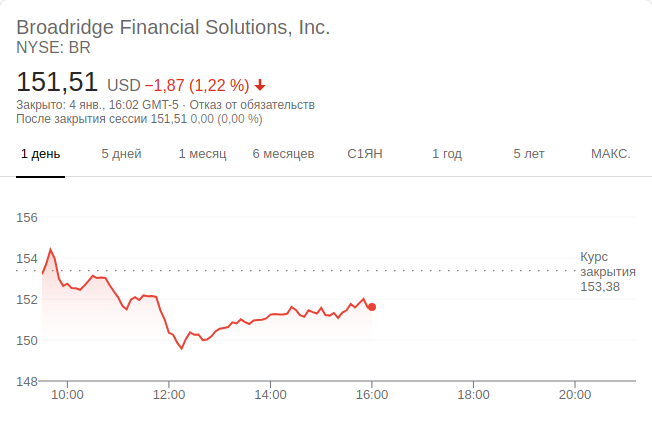 Broadridge Financial Solutions, Inc.
NYSE: BR
151,51 USD −1,87 (1,22 %)
Закрыто: 4 янв., 16:02 GMT-5 · Отказ от обязательств
После закрытия сессии 151,51 0,00 (0,00 %)
1 день 5 дней 1 месяц 6 месяцев С1ЯН 1 год 5 лет МАКС.
156
154
152
150
148
Курс
закрытия
153,38
10:00 12:00 14:00 16:00 18:00 20:00